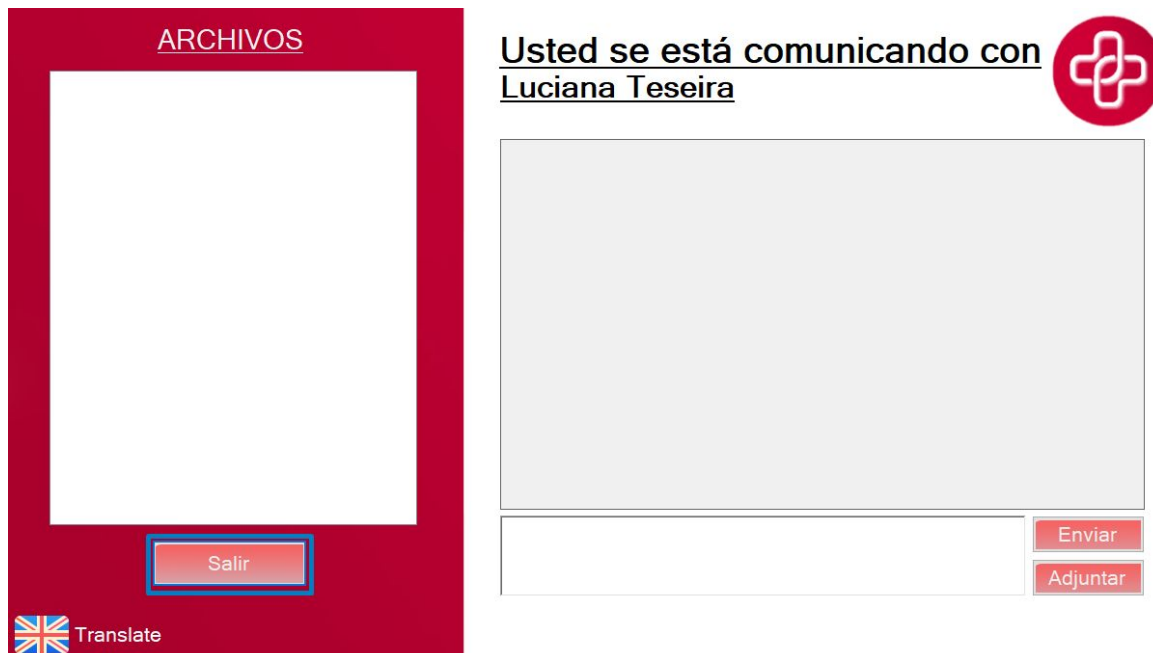 ARCHIVOS
Salir
Translate
Usted se está comunicando con
Luciana Teseira
Enviar
Adjuntar